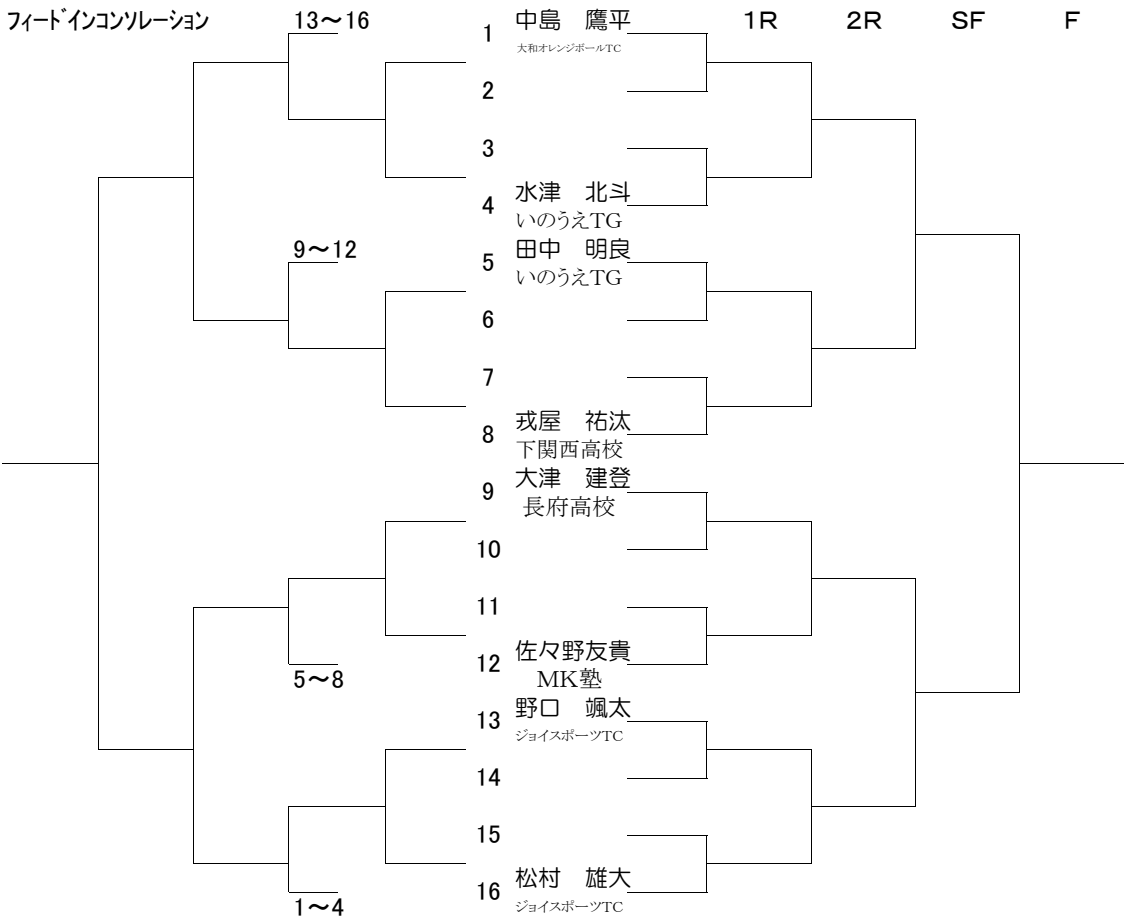 フィードインコンソレーション 13～16 1R 2R SF F
1 中島 鷹平
大和オレンジボールTC
2
3
4 水津 北斗
いのうえTG
9～12
5 田中 明良
いのうえTG
6
7
8 戎屋 祐汰
下関西高校
9 大津 建登
長府高校
10
11
12 佐々野友貴
MK塾
5～8
13 野口 颯太
ジョイスポーツTC
14
15
16 松村 雄大
ジョイスポーツTC
1～4